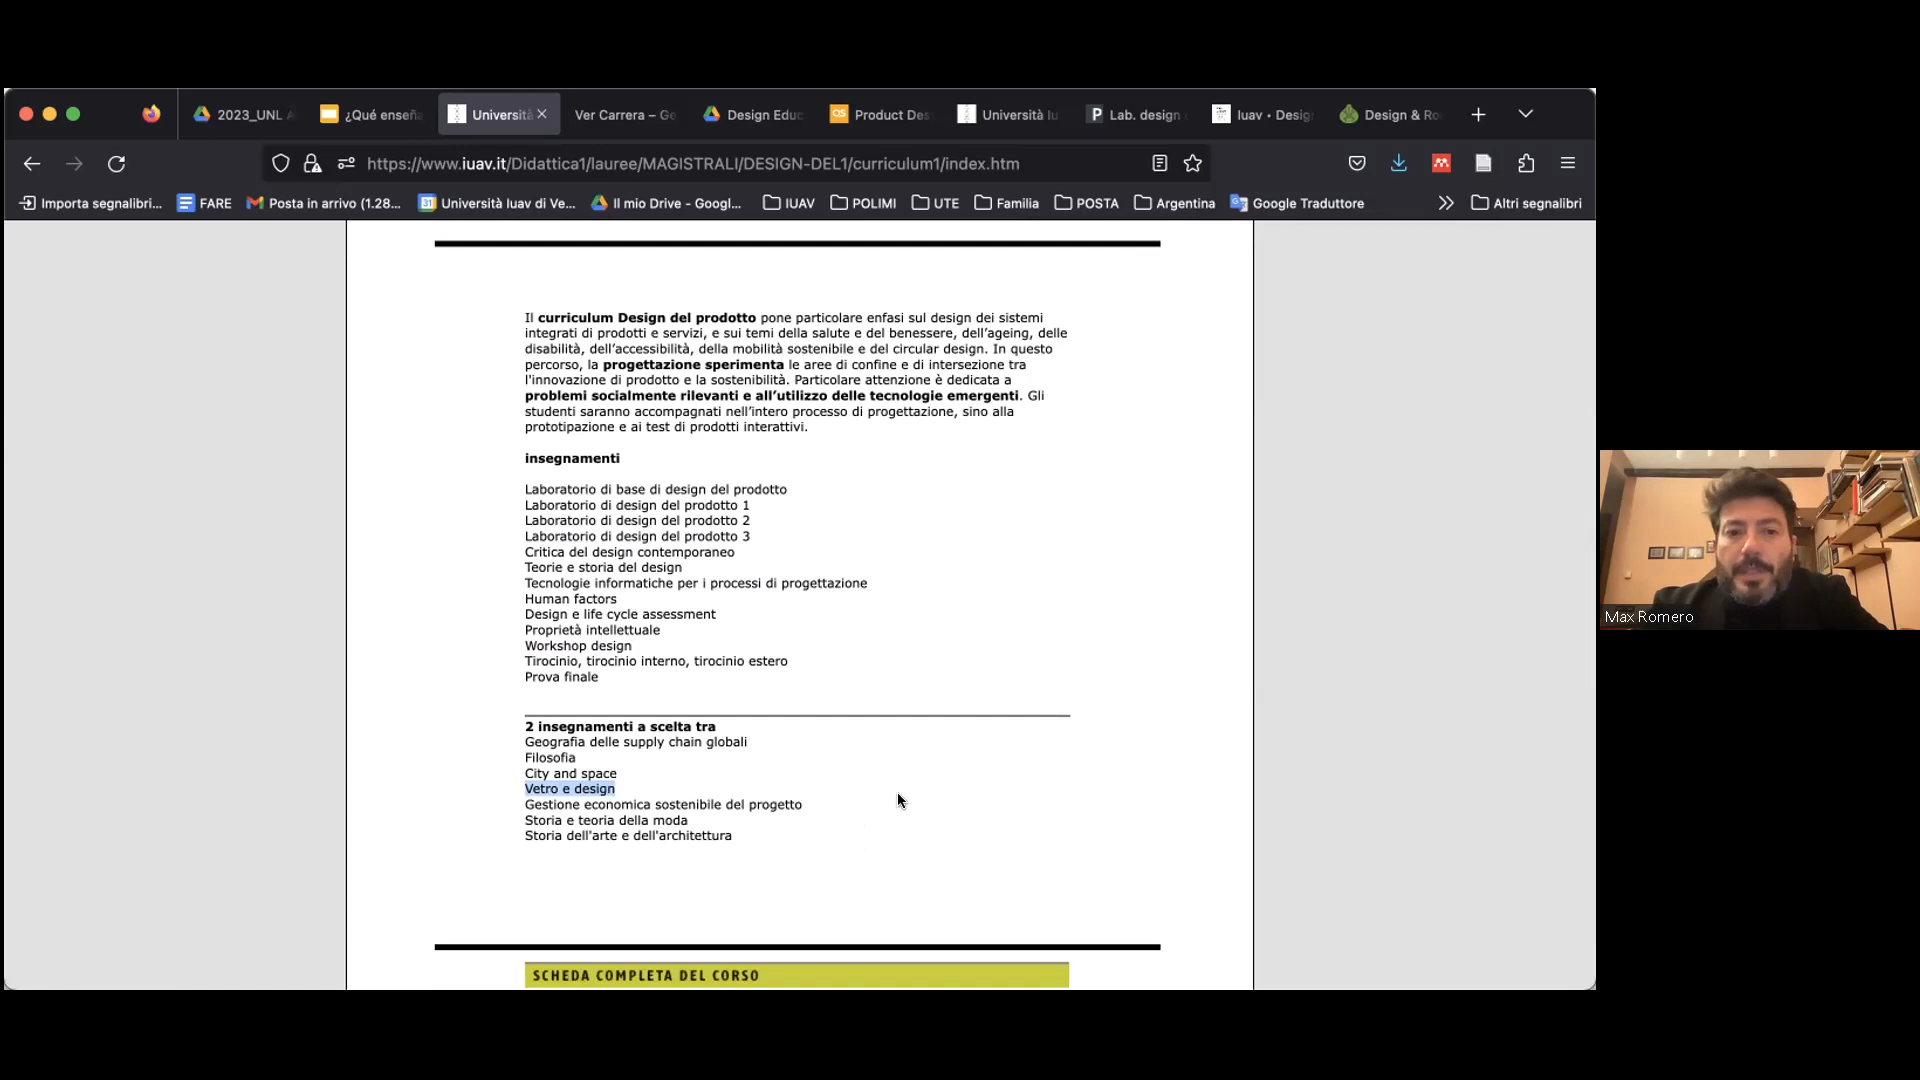 2023_UNL A
¿Qué enseña
Università
Ver Carrera – Ge
Design Educ
QS
Product Des
Università Iu
P
Lab. design
Iuav • Design
Design & Ro
https://www.iuav.it/Didattica1/lauree/MAGISTRALI/DESIGN-DEL1/curriculum1/index.htm
Importa segnalibri...
FARE
Posta in arrivo (1.28...
31
Università Iuav di Ve...
Il mio Drive - Googl...
IUAV
POLIMI
UTE
Familia
POSTA
Argentina
Google Traduttore
Altri segnalibri
Il curriculum Design del prodotto pone particolare enfasi sul design dei sistemi
integrati di prodotti e servizi, e sui temi della salute e del benessere, dell’ageing, delle
disabilità, dell’accessibilità, della mobilità sostenibile e del circular design. In questo
percorso, la progettazione sperimenta le aree di confine e di intersezione tra
l'innovazione di prodotto e la sostenibilità. Particolare attenzione è dedicata a
problemi socialmente rilevanti e all’utilizzo delle tecnologie emergenti. Gli
studenti saranno accompagnati nell’intero processo di progettazione, sino alla
prototipazione e ai test di prodotti interattivi.
insegnamenti
Laboratorio di base di design del prodotto
Laboratorio di design del prodotto 1
Laboratorio di design del prodotto 2
Laboratorio di design del prodotto 3
Critica del design contemporaneo
Teorie e storia del design
Tecnologie informatiche per i processi di progettazione
Human factors
Design e life cycle assessment
Proprietà intellettuale
Workshop design
Tirocinio, tirocinio interno, tirocinio estero
Prova finale
2 insegnamenti a scelta tra
Geografia delle supply chain globali
Filosofia
City and space
Vetro e design
Gestione economica sostenibile del progetto
Storia e teoria della moda
Storia dell'arte e dell'architettura
SCHEDA COMPLETA DEL CORSO
Max Romero